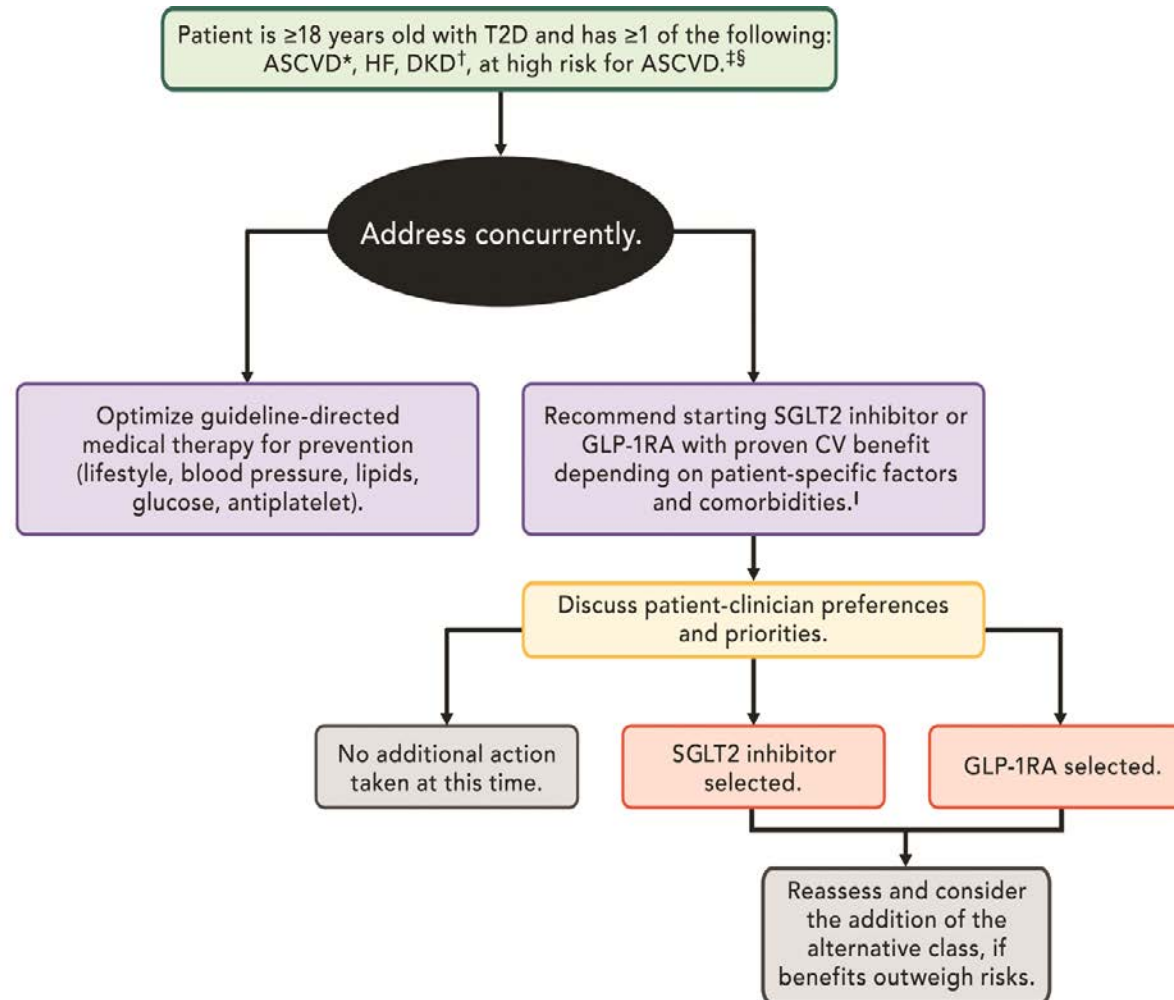 Patient is ≥18 years old with T2D and has ≥1 of the following:
ASCVD*, HF, DKD†, at high risk for ASCVD.‡§
Address concurrently.
Optimize guideline-directed
medical therapy for prevention
(lifestyle, blood pressure, lipids,
glucose, antiplatelet).
Recommend starting SGLT2 inhibitor or
GLP-1RA with proven CV benefit
depending on patient-specific factors
and comorbidities.ǀ
Discuss patient-clinician preferences
and priorities.
No additional action
taken at this time.
SGLT2 inhibitor
selected.
GLP-1RA selected.
Reassess and consider
the addition of the
alternative class, if
benefits outweigh risks.